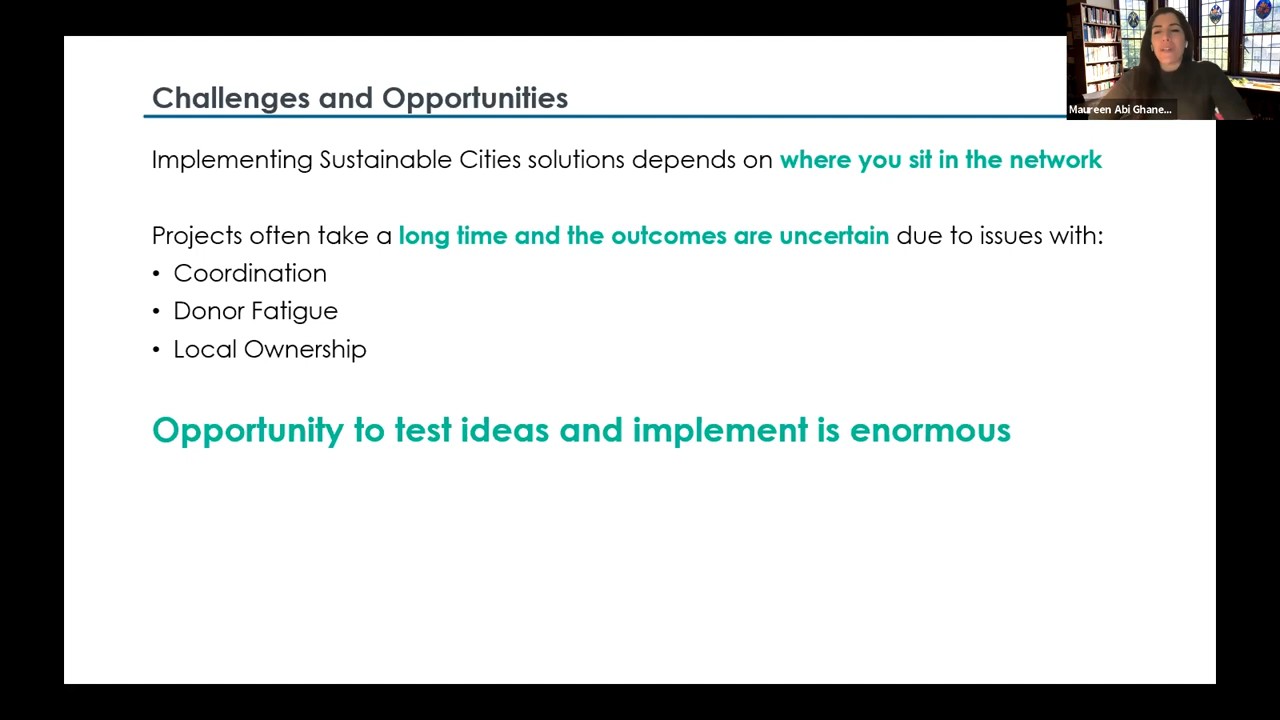 Challenges and Opportunities
Maureen Abi Ghane...
Implementing Sustainable Cities solutions depends on where you sit in the network
Projects often take a long time and the outcomes are uncertain due to issues with:
• Coordination
• Donor Fatigue
• Local Ownership
Opportunity to test ideas and implement is enormous